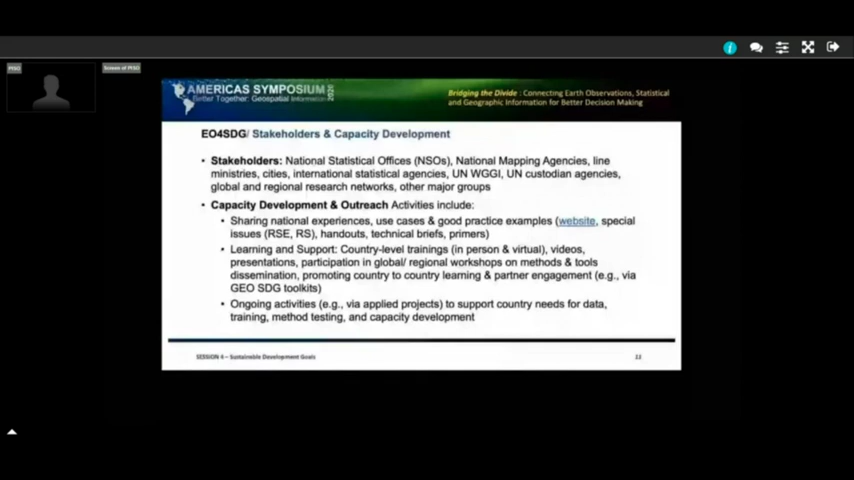 AMERICAS SYMPOSIUM 2020
Better Together: Geospatial Information
Bridging the Divide : Connecting Earth Observations, Statistical
and Geographic Information for Better Decision Making
EO4SDG/ Stakeholders & Capacity Development
• Stakeholders: National Statistical Offices (NSOs), National Mapping Agencies, line
ministries, cities, international statistical agencies, UN WGGI, UN custodian agencies,
global and regional research networks, other major groups
• Capacity Development & Outreach Activities include:
• Sharing national experiences, use cases & good practice examples (website, special
issues (RSE, RS), handouts, technical briefs, primers)
• Learning and Support: Country-level trainings (in person & virtual), videos,
presentations, participation in global/ regional workshops on methods & tools
dissemination, promoting country to country learning & partner engagement (e.g., via
GEO SDG toolkits)
• Ongoing activities (e.g., via applied projects) to support country needs for data,
training, method testing, and capacity development
SESSION 4 – Sustainable Development Goals